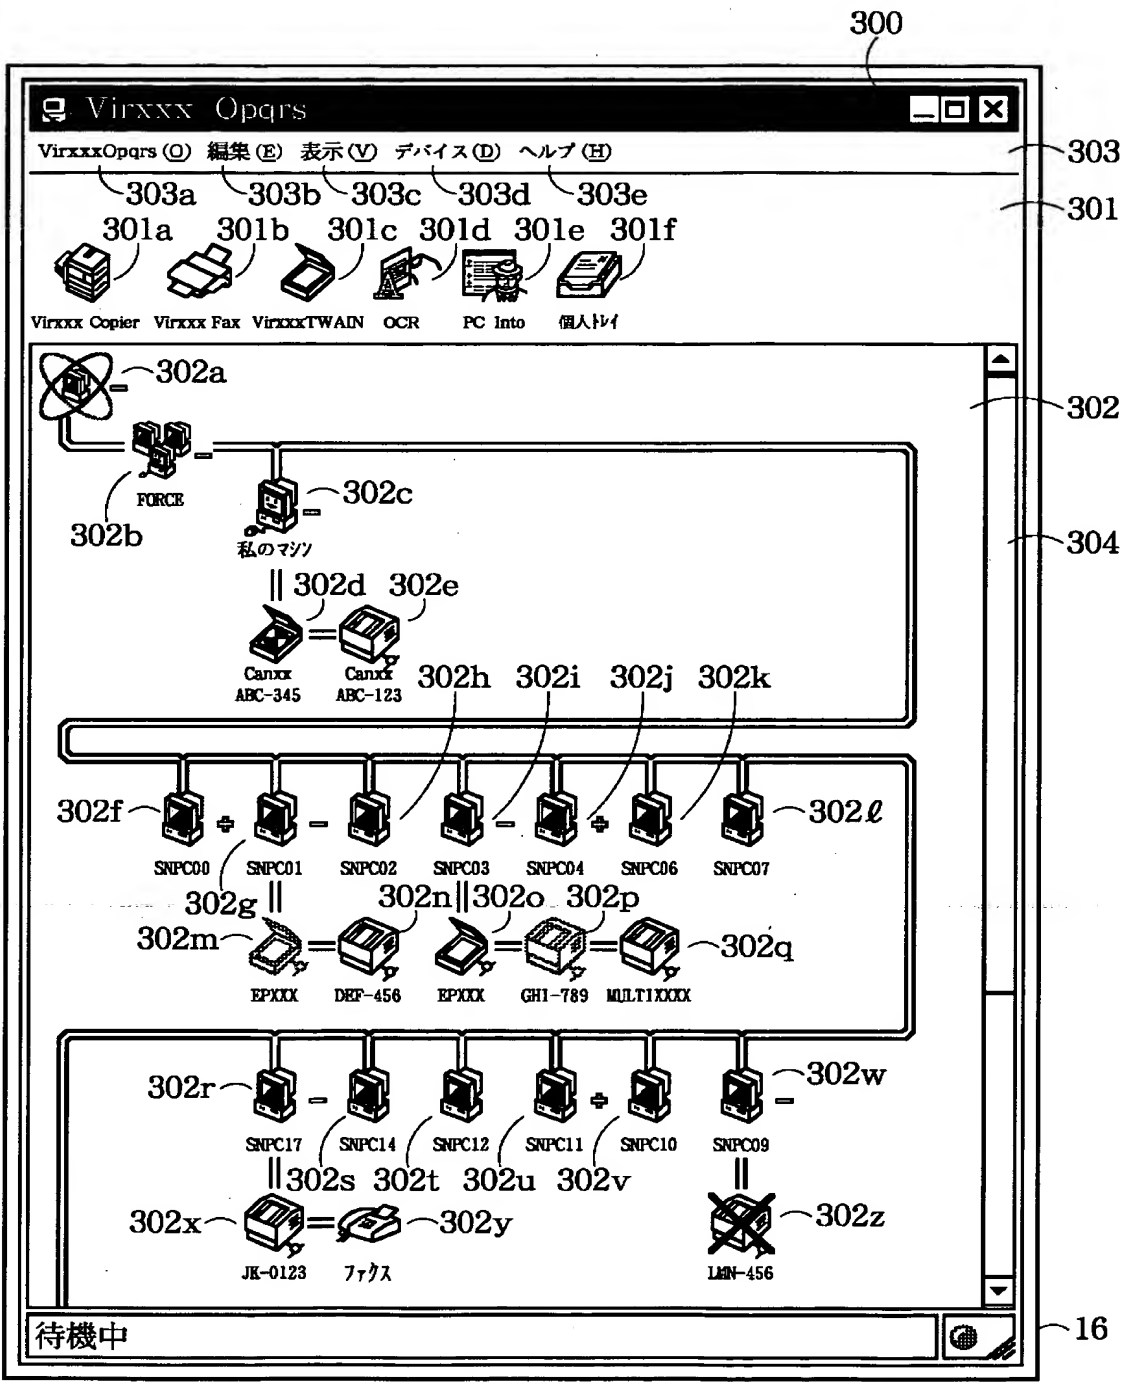 300
Virxxx Opqrs
VirxxxOpqrs(O) 編集(E) 表示(V) デバイス(D) ヘルプ(H)
303
303a 303b 303c 303d 303e
301
301a 301b 301c 301d 301e 301f
Virxxx Copier Virxxx Fax VirxxxTWAIN OCR PC Into 個人トレイ
302a
302
302b
FORCE
302c
私のマシン
304
302d 302e
Canxx ABC-345
Canxx ABC-123
302h 302i 302j 302k
302f
302ℓ
SNPC00 SNPC01 SNPC02 SNPC03 SNPC04 SNPC06 SNPC07
302g 302n 302o 302p
302m
302q
EPXXX DEF-456 EPXXX GHI-789 MULTIXXXX
302r
302w
SNPC17 SNPC14 SNPC12 SNPC11 SNPC10 SNPC09
302s 302t 302u 302v
302x 302y 302z
JK-0123 ファクス LMN-456
待機中
16